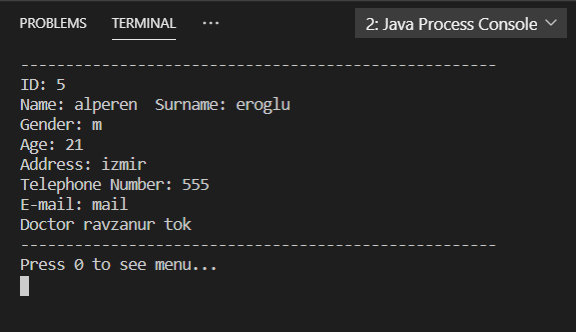 PROBLEMS TERMINAL ... 2: Java Process Console
-----------------------------------------------------
ID: 5
Name: alperen  Surname: eroglu
Gender: m
Age: 21
Address: izmir
Telephone Number: 555
E-mail: mail
Doctor ravzanur tok
-----------------------------------------------------
Press 0 to see menu...